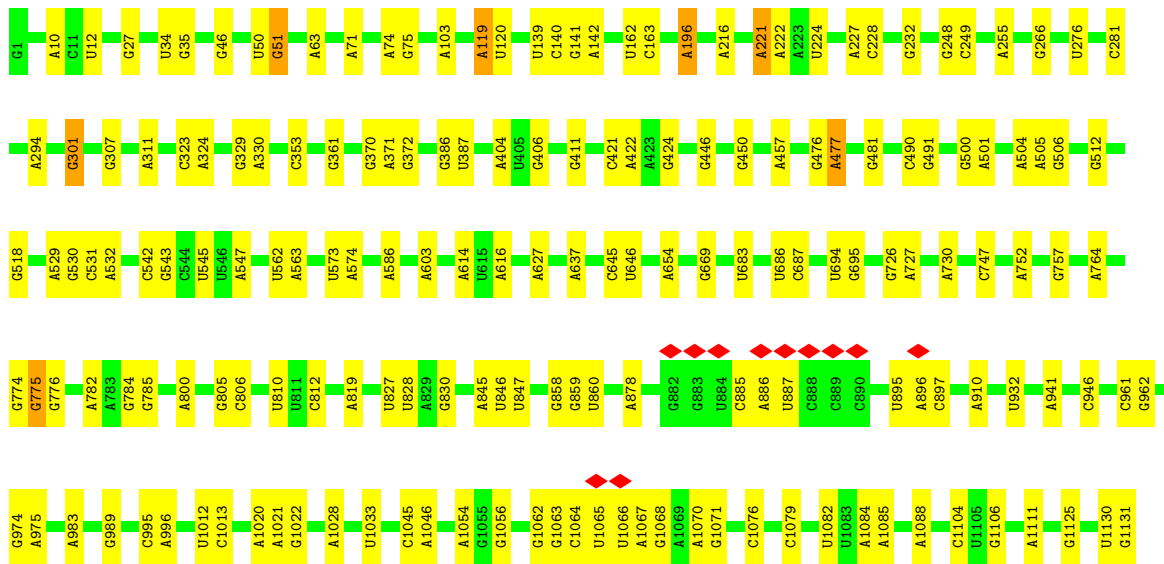 G1 A10 C11 U12 G27 U34 G35 G46 U50 G51 A63 A71 A74 G75 A103 A119 U120 U139 C140 G141 A142 U162 C163 A196 A216 A221 A222 A223 U224 A227 C228 G232 G248 C249 A255 G266 U276 C281
A294 G301 G307 A311 C323 A324 G329 A330 C353 G361 G370 A371 G372 G386 U387 A404 U405 G406 G411 C421 A422 A423 G424 G446 G450 A457 G476 A477 G481 C490 G491 G500 A501 A504 A505 G506 G512
G518 A529 G530 C531 A532 C542 G543 C544 U545 U546 A547 U562 A563 U573 A574 A586 A603 A614 U615 A616 A627 A637 C645 U646 A654 G669 U683 U686 C687 U694 G695 G726 A727 A730 C747 A752 G757 A764
G774 G775 G776 A782 A783 G784 G785 A800 G805 C806 U810 U811 C812 A819 U827 U828 A829 G830 A845 U846 U847 G858 G859 U860 A878 G882 G883 U884 C885 A886 U887 C888 C889 C890 U895 A896 C897 A910 U932 A941 C946 C961 G962
G974 A975 A983 G989 C995 A996 U1012 C1013 A1020 A1021 G1022 A1028 U1033 C1045 A1046 A1054 G1055 G1056 G1062 G1063 C1064 U1065 U1066 A1067 G1068 A1069 A1070 G1071 C1076 C1079 U1082 U1083 A1084 A1085 A1088 C1104 U1105 G1106 A1111 G1125 U1130 G1131